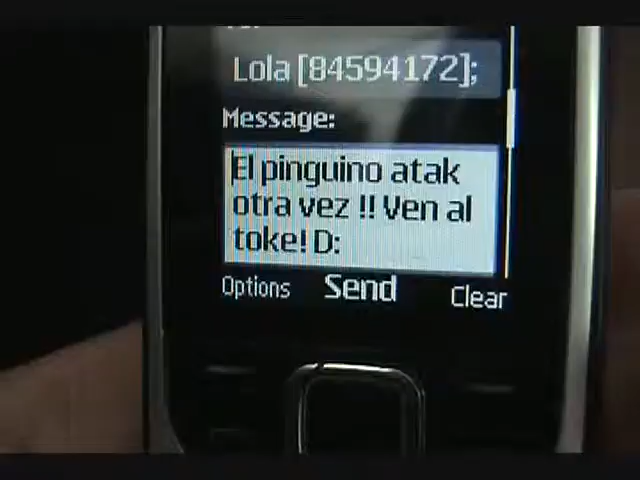 Lola [84594172];
Message:
El pinguino atak
otra vez !! Ven al
toke! D:
Options Send Clear